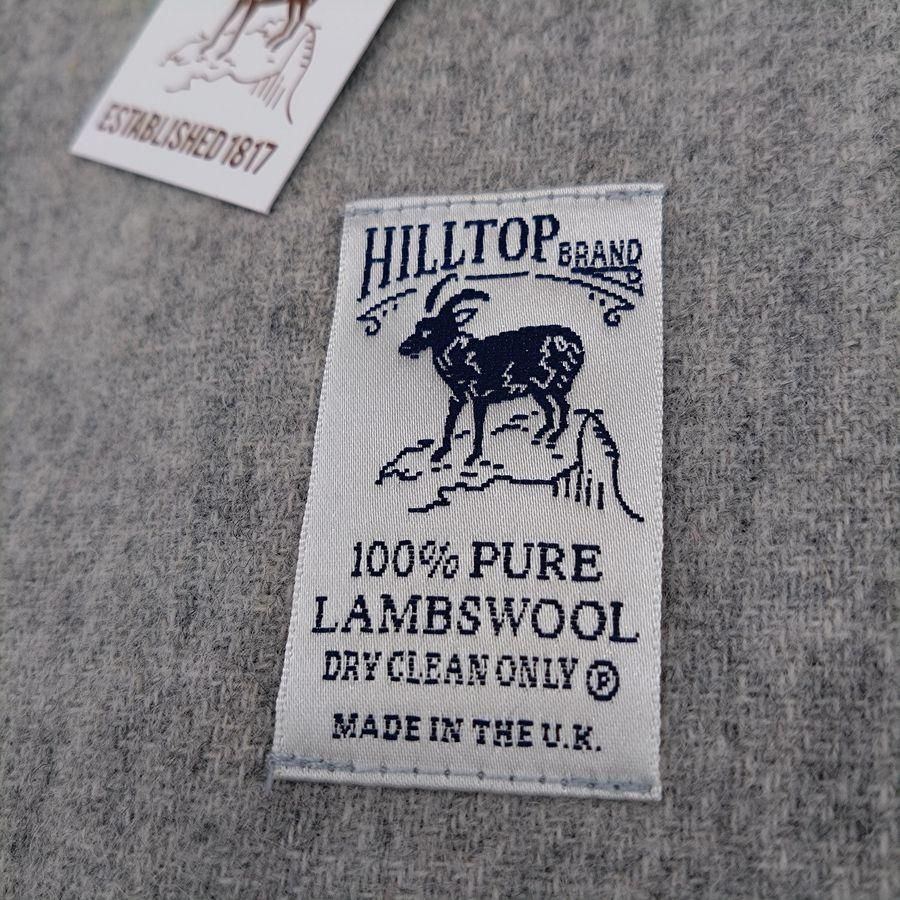 ESTABLISHED 1817
HILLTOP BRAND
100% PURE
LAMBSWOOL
DRY CLEAN ONLY Ⓟ
MADE IN THE U.K.